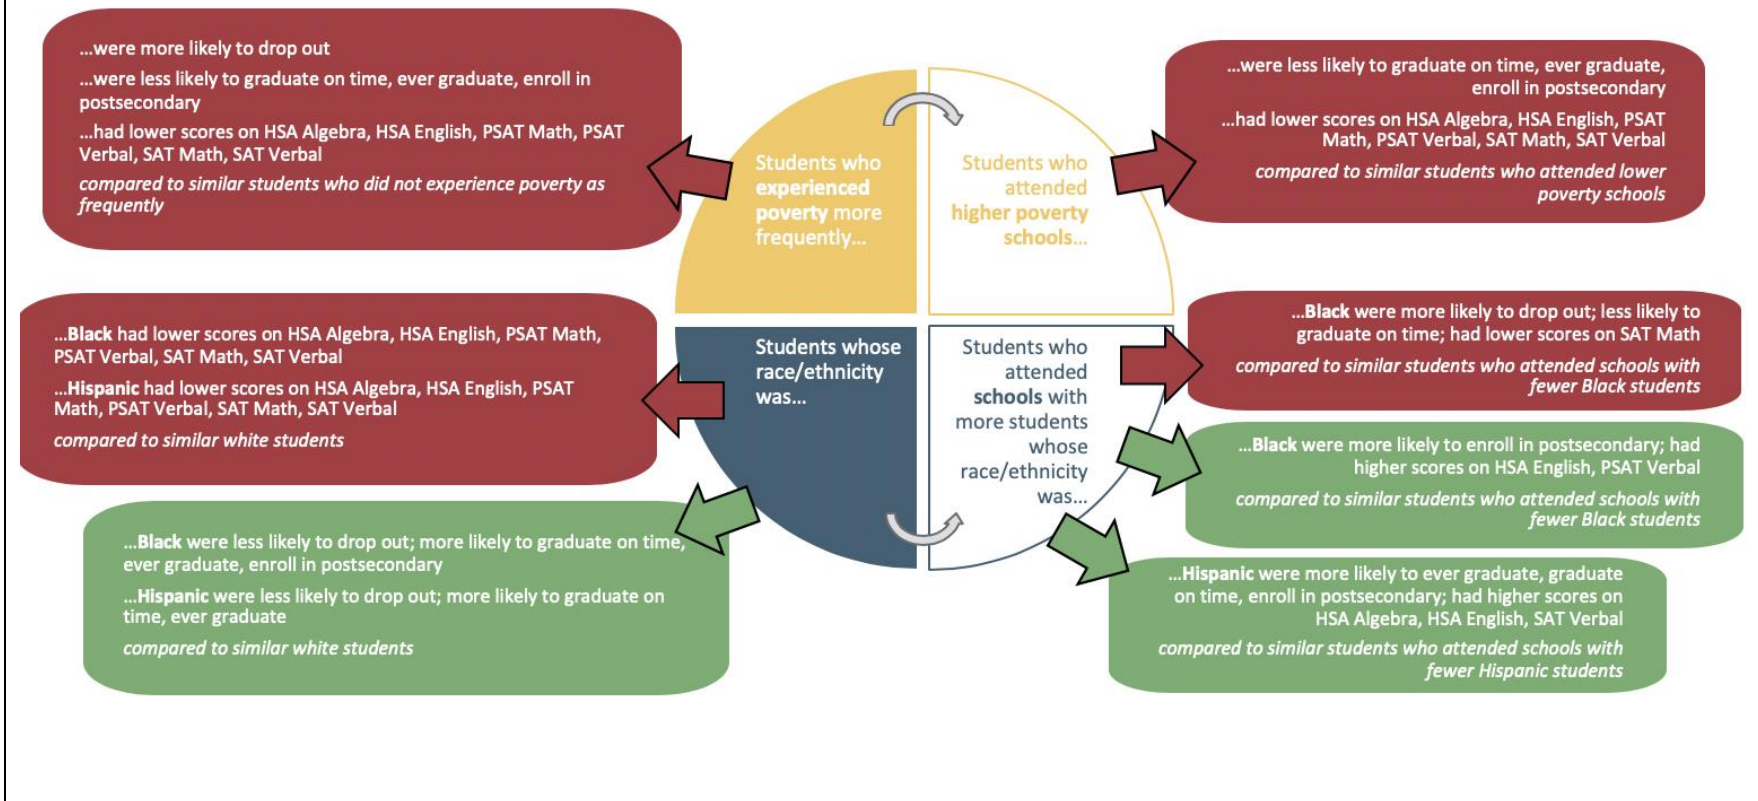 ...were more likely to drop out
...were less likely to graduate on time, ever graduate, enroll in
postsecondary
...had lower scores on HSA Algebra, HSA English, PSAT Math, PSAT
Verbal, SAT Math, SAT Verbal
compared to similar students who did not experience poverty as
frequently
Students who
experienced
poverty more
frequently...
Students who
attended
higher poverty
schools...
...were less likely to graduate on time, ever graduate,
enroll in postsecondary
...had lower scores on HSA Algebra, HSA English, PSAT
Math, PSAT Verbal, SAT Math, SAT Verbal
compared to similar students who attended lower
poverty schools
...Black had lower scores on HSA Algebra, HSA English, PSAT Math,
PSAT Verbal, SAT Math, SAT Verbal
...Hispanic had lower scores on HSA Algebra, HSA English, PSAT
Math, PSAT Verbal, SAT Math, SAT Verbal
compared to similar white students
Students whose
race/ethnicity
was...
Students who
attended
schools with
more students
whose
race/ethnicity
was...
...Black were more likely to drop out; less likely to
graduate on time; had lower scores on SAT Math
compared to similar students who attended schools with
fewer Black students
...Black were more likely to enroll in postsecondary; had
higher scores on HSA English, PSAT Verbal
compared to similar students who attended schools with
fewer Black students
...Black were less likely to drop out; more likely to graduate on time,
ever graduate, enroll in postsecondary
...Hispanic were less likely to drop out; more likely to graduate on
time, ever graduate
compared to similar white students
...Hispanic were more likely to ever graduate, graduate
on time, enroll in postsecondary; had higher scores on
HSA Algebra, HSA English, SAT Verbal
compared to similar students who attended schools with
fewer Hispanic students